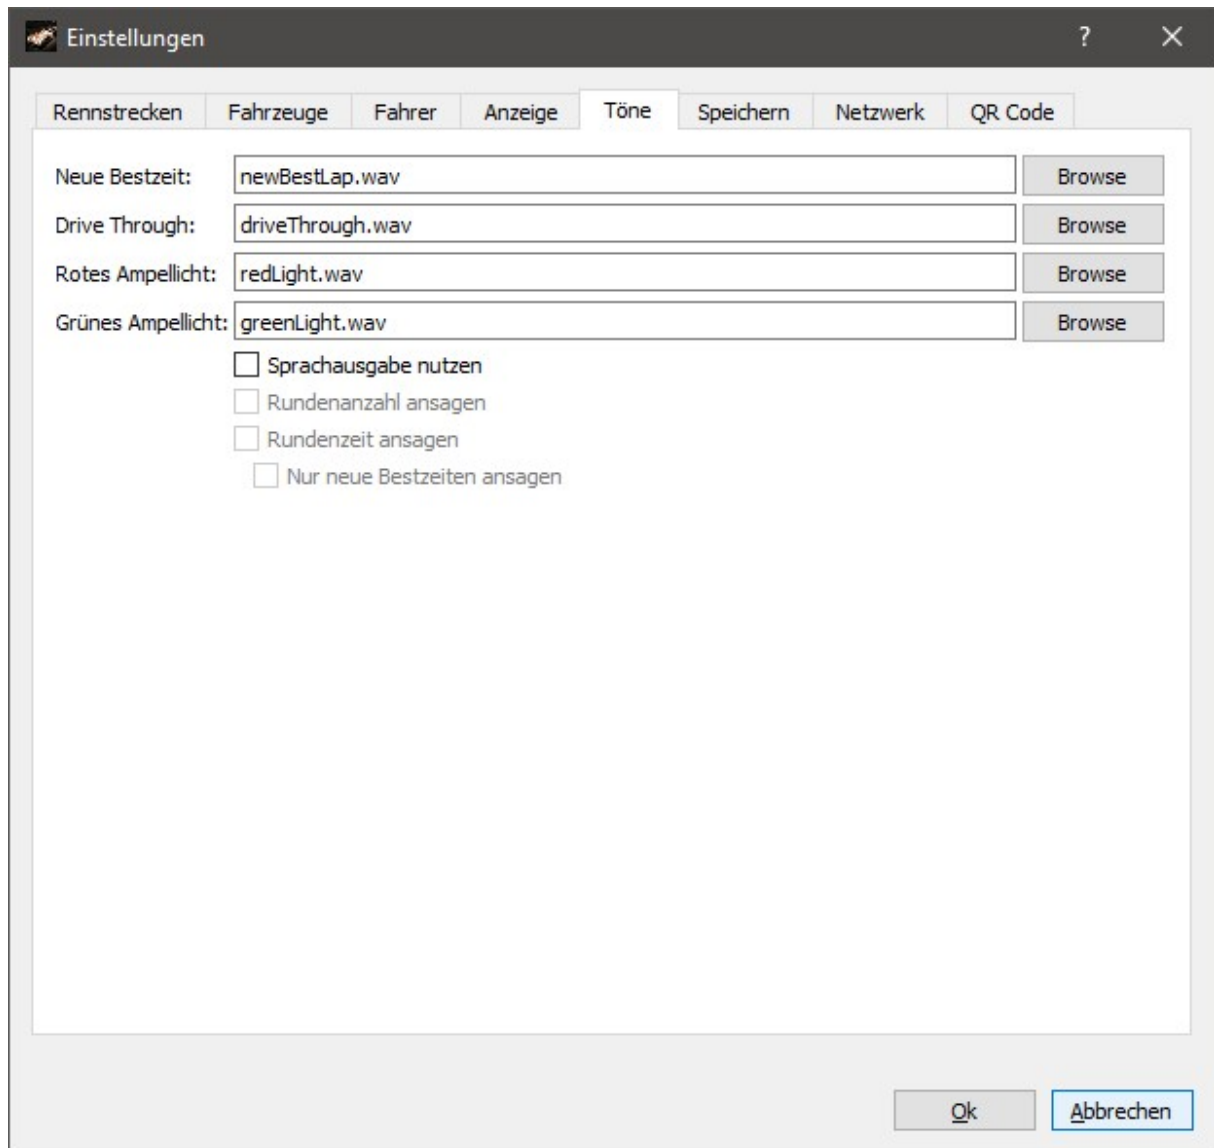 Einstellungen ?
Rennstrecken Fahrzeuge Fahrer Anzeige Töne Speichern Netzwerk QR Code
Neue Bestzeit: newBestLap.wav Browse
Drive Through: driveThrough.wav Browse
Rotes Ampellicht: redLight.wav Browse
Grünes Ampellicht: greenLight.wav Browse
Sprachausgabe nutzen
Rundenanzahl ansagen
Rundenzeit ansagen
Nur neue Bestzeiten ansagen
Ok Abbrechen